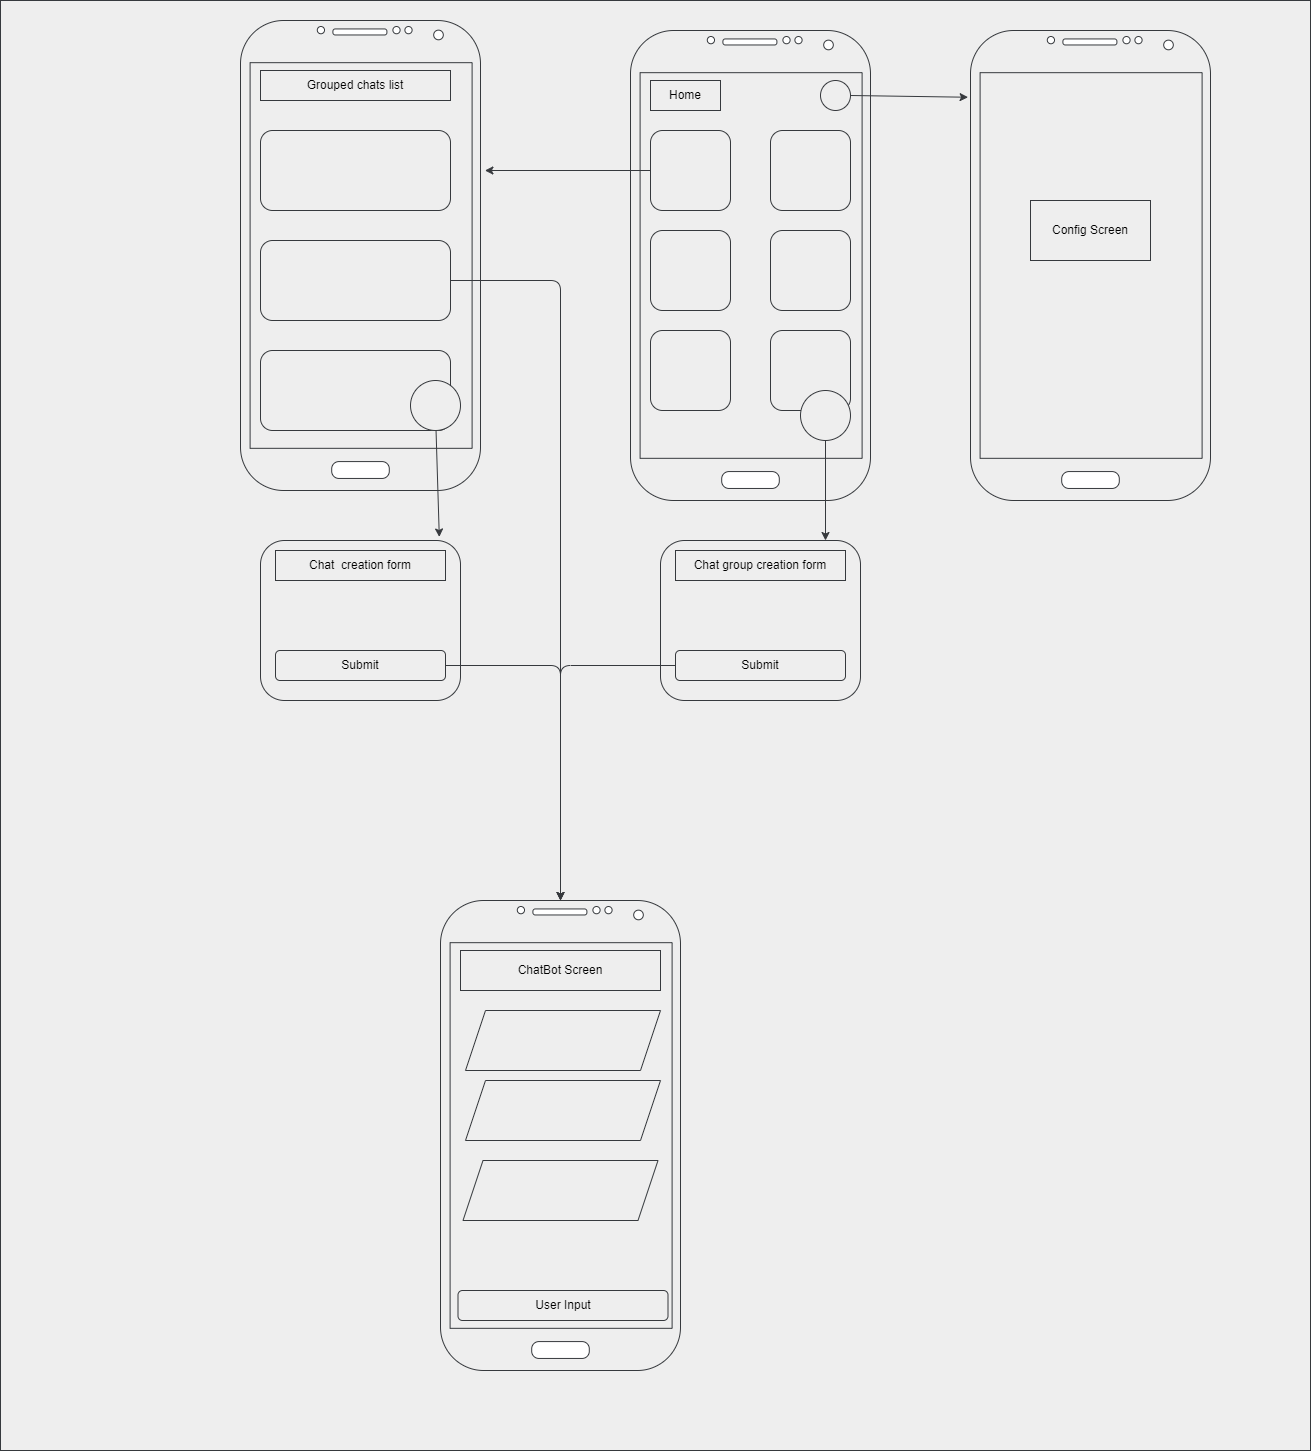 Grouped chats list
Home
Config Screen
Chat  creation form
Chat group creation form
Submit
Submit
ChatBot Screen
User Input